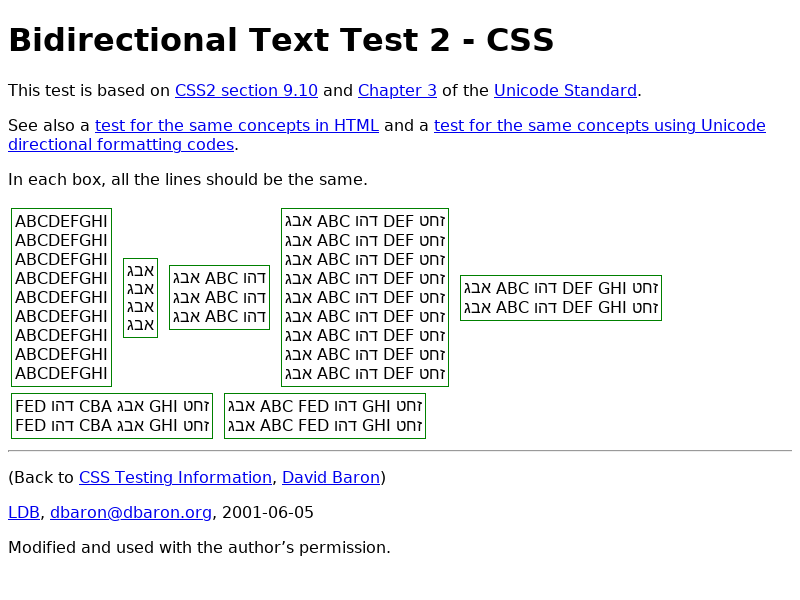 Bidirectional Text Test 2 - CSS
This test is based on CSS2 section 9.10 and Chapter 3 of the Unicode Standard.
See also a test for the same concepts in HTML and a test for the same concepts using Unicode
directional formatting codes.
In each box, all the lines should be the same.
ABCDEFGHI
ABCDEFGHI
ABCDEFGHI
ABCDEFGHI
ABCDEFGHI
ABCDEFGHI
ABCDEFGHI
ABCDEFGHI
ABCDEFGHI
אבג
אבג
אבג
אבג
אבג ABC דהו
אבג ABC דהו
אבג ABC דהו
אבג ABC דהו DEF זחט
אבג ABC דהו DEF זחט
אבג ABC דהו DEF זחט
אבג ABC דהו DEF זחט
אבג ABC דהו DEF זחט
אבג ABC דהו DEF זחט
אבג ABC דהו DEF זחט
אבג ABC דהו DEF זחט
אבג ABC דהו DEF זחט
אבג ABC דהו DEF GHI זחט
אבג ABC דהו DEF GHI זחט
FED דהו CBA אבג GHI זחט
FED דהו CBA אבג GHI זחט
אבג ABC FED דהו GHI זחט
אבג ABC FED דהו GHI זחט
(Back to CSS Testing Information, David Baron)
LDB, dbaron@dbaron.org, 2001-06-05
Modified and used with the author’s permission.